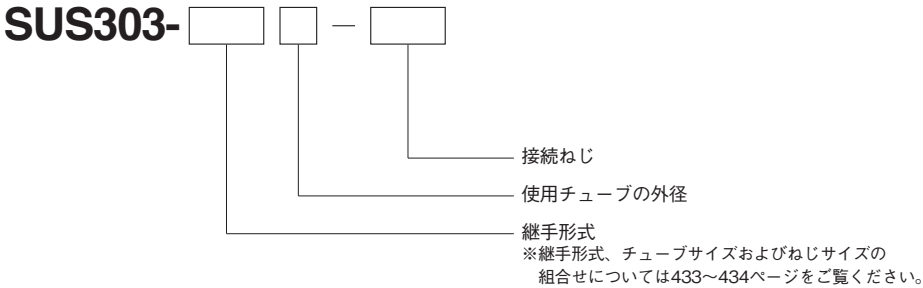 SUS303-
接続ねじ
使用チューブの外径
継手形式
※継手形式、チューブサイズおよびねじサイズの
組合せについては433〜434ページをご覧ください。